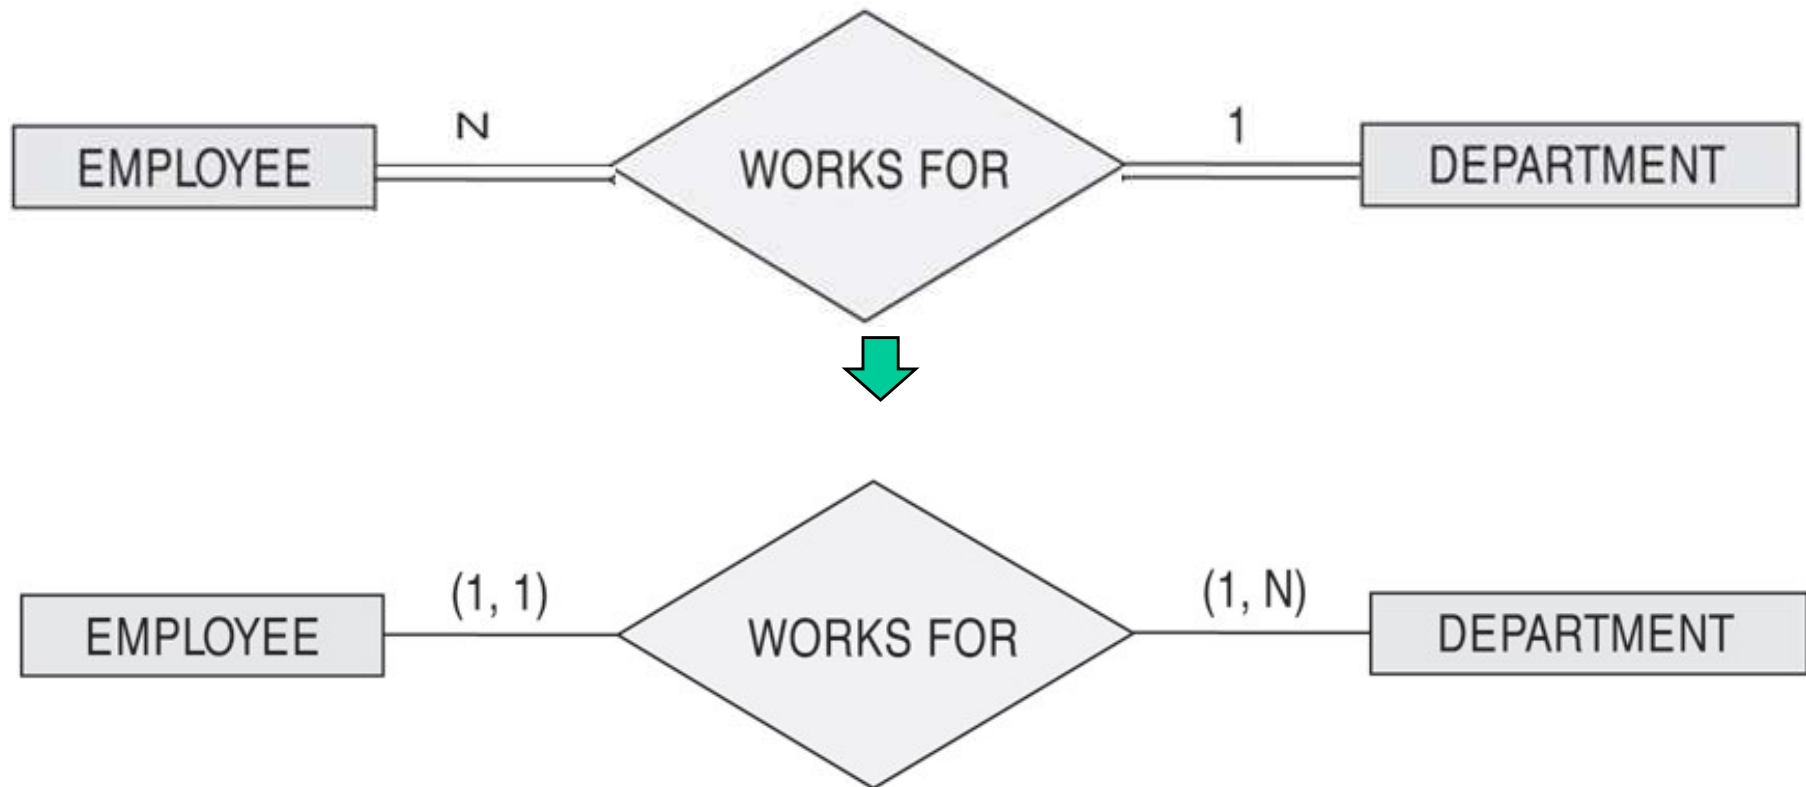 N
1
EMPLOYEE
WORKS FOR
DEPARTMENT
(1, 1)
(1, N)
EMPLOYEE
WORKS FOR
DEPARTMENT